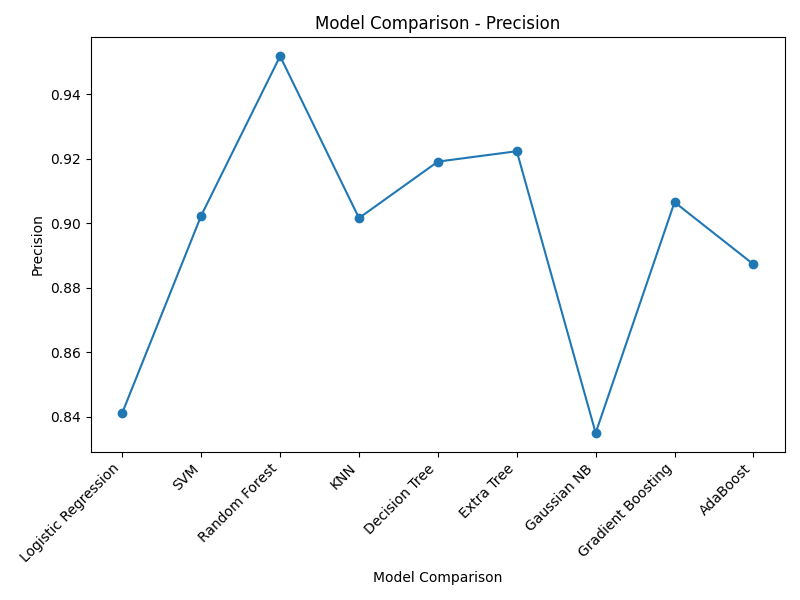 Model Comparison - Precision
Precision
0.94
0.92
0.90
0.88
0.86
0.84
Logistic Regression
SVM
Random Forest
KNN
Decision Tree
Extra Tree
Gaussian NB
Gradient Boosting
AdaBoost
Model Comparison